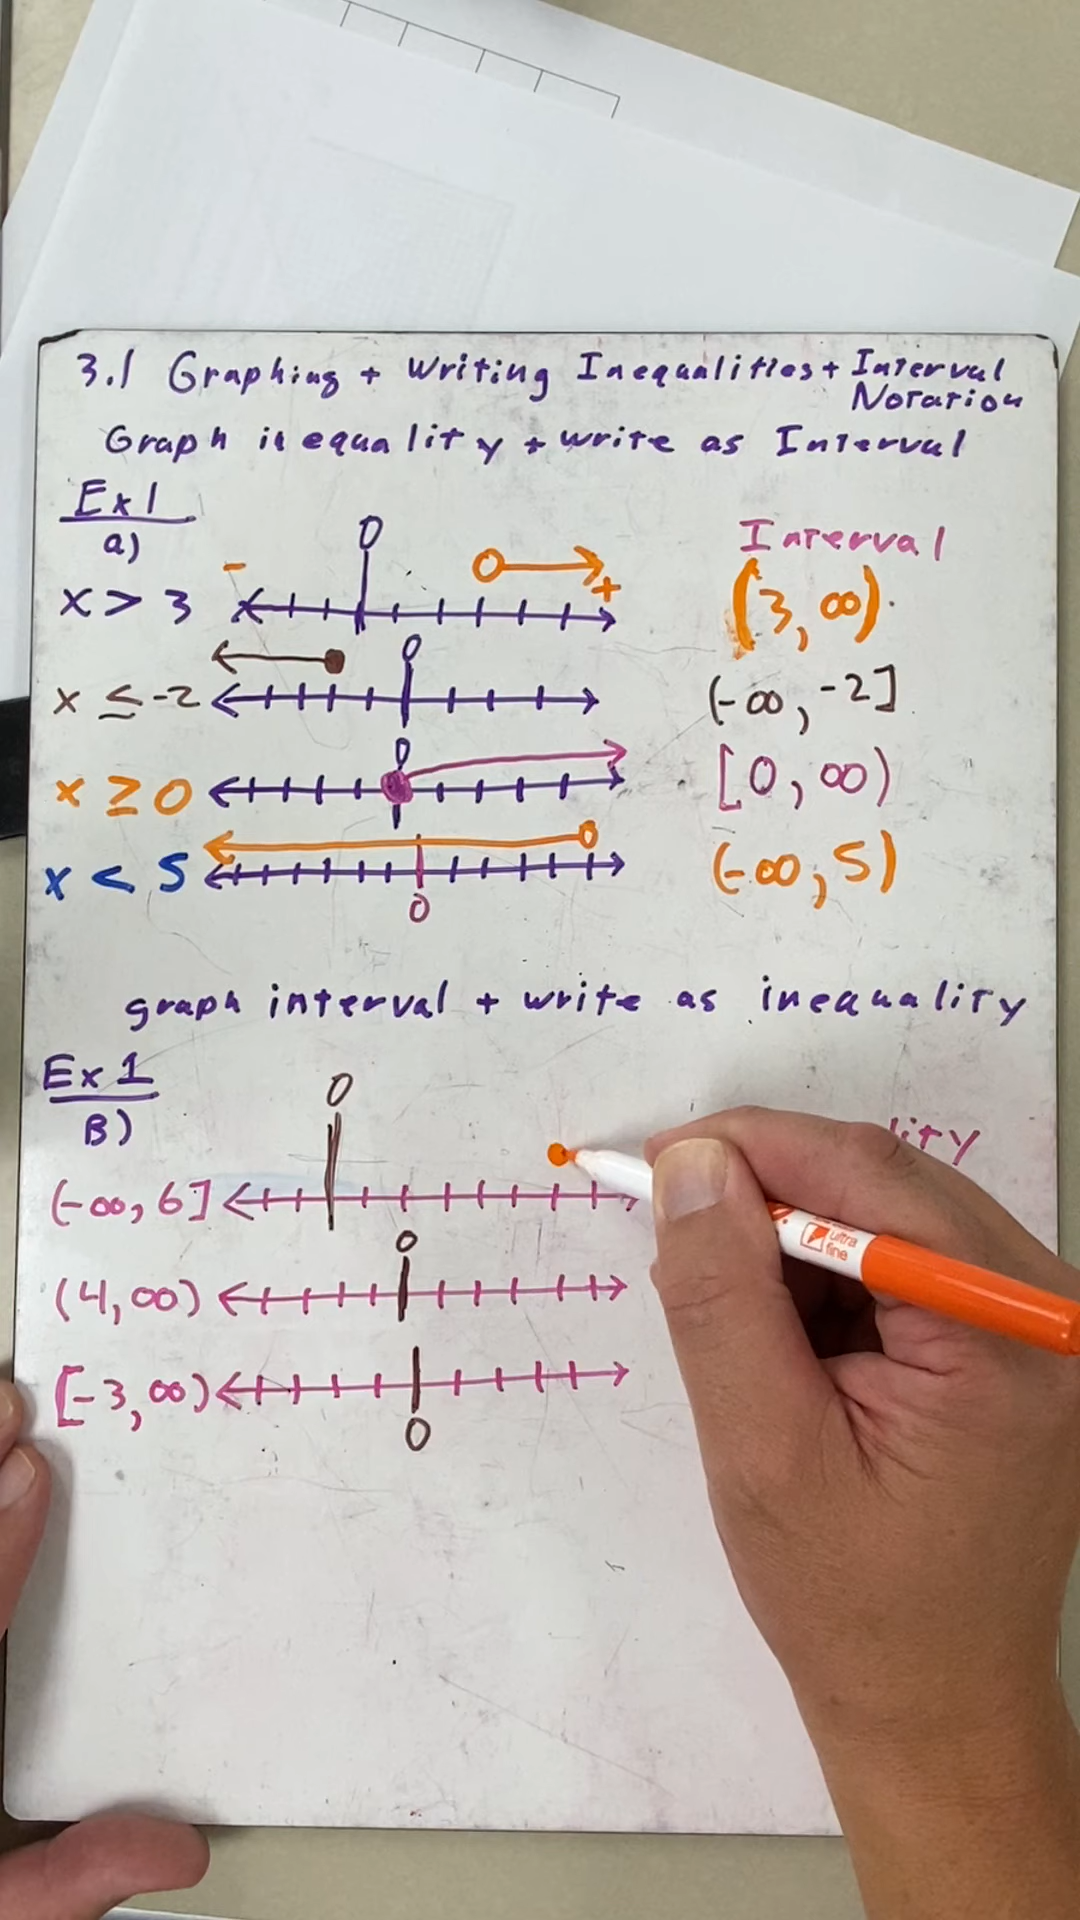 3.1 Graphing + Writing Inequalities + Interval
Notation
Graph inequality + write as Interval
Ex 1
a)
0
Interval
- +
x > 3
(3, ∞)
0
x ≤ -2
(-∞, -2]
0
x ≥ 0
[0, ∞)
x < 5
(-∞, 5)
0
graph interval + write as inequality
Ex 1
B)
0
(-∞, 6]
0
(4, ∞)
[-3, ∞)
0
ultra
fine